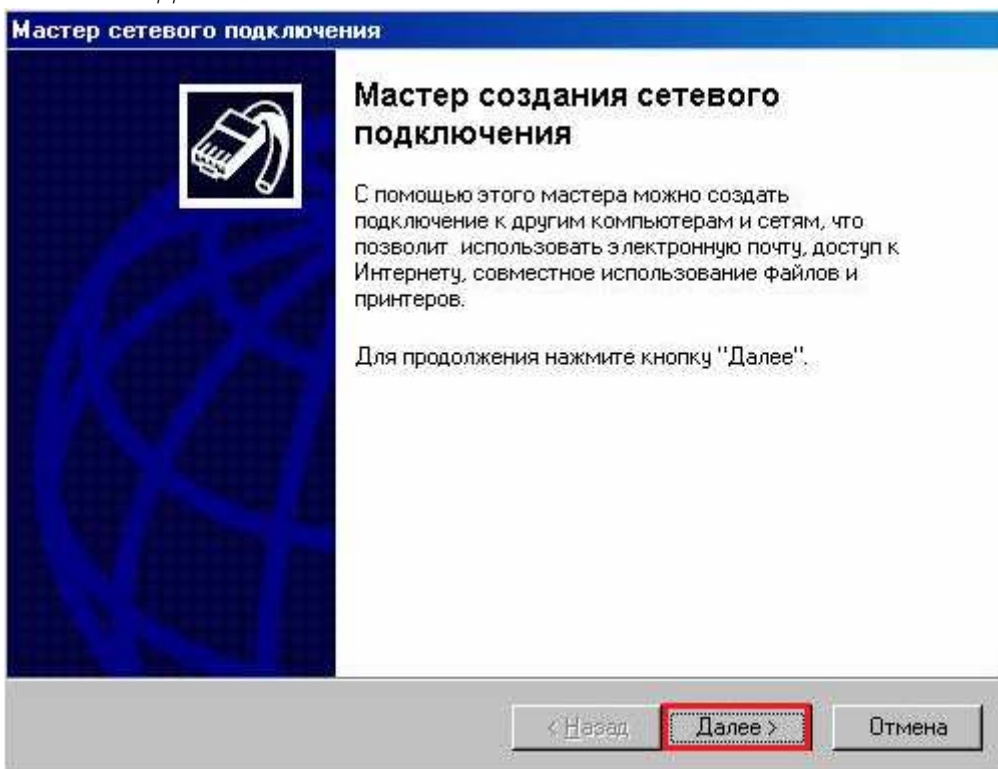 Мастер сетевого подключения
Мастер создания сетевого
подключения
С помощью этого мастера можно создать
подключение к другим компьютерам и сетям, что
позволит использовать электронную почту, доступ к
Интернету, совместное использование файлов и
принтеров.
Для продолжения нажмите кнопку "Далее".
< Назад Далее > Отмена